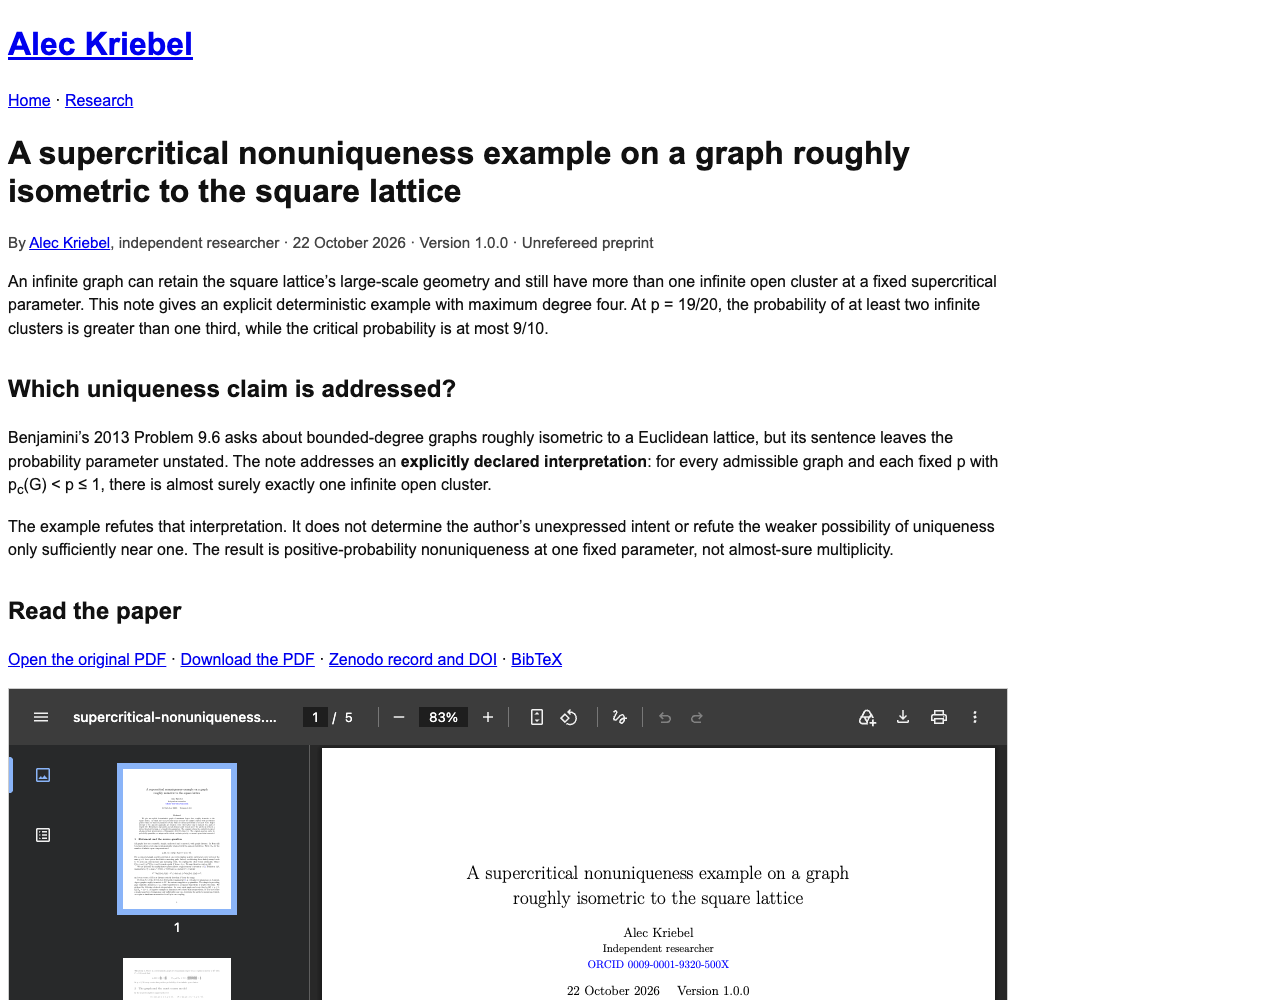 Alec Kriebel
Home · Research
A supercritical nonuniqueness example on a graph roughly
isometric to the square lattice
By Alec Kriebel, independent researcher · 22 October 2026 · Version 1.0.0 · Unrefereed preprint
An infinite graph can retain the square lattice’s large-scale geometry and still have more than one infinite open cluster at a fixed supercritical
parameter. This note gives an explicit deterministic example with maximum degree four. At p = 19/20, the probability of at least two infinite
clusters is greater than one third, while the critical probability is at most 9/10.
Which uniqueness claim is addressed?
Benjamini’s 2013 Problem 9.6 asks about bounded-degree graphs roughly isometric to a Euclidean lattice, but its sentence leaves the
probability parameter unstated. The note addresses an explicitly declared interpretation: for every admissible graph and each fixed p with
pc(G) < p ≤ 1, there is almost surely exactly one infinite open cluster.
The example refutes that interpretation. It does not determine the author’s unexpressed intent or refute the weaker possibility of uniqueness
only sufficiently near one. The result is positive-probability nonuniqueness at one fixed parameter, not almost-sure multiplicity.
Read the paper
Open the original PDF · Download the PDF · Zenodo record and DOI · BibTeX
supercritical-nonuniqueness.... 1 / 5 83%
1
A supercritical nonuniqueness example on a graph
roughly isometric to the square lattice
Alec Kriebel
Independent researcher
ORCID 0009-0001-9320-500X
22 October 2026 Version 1.0.0